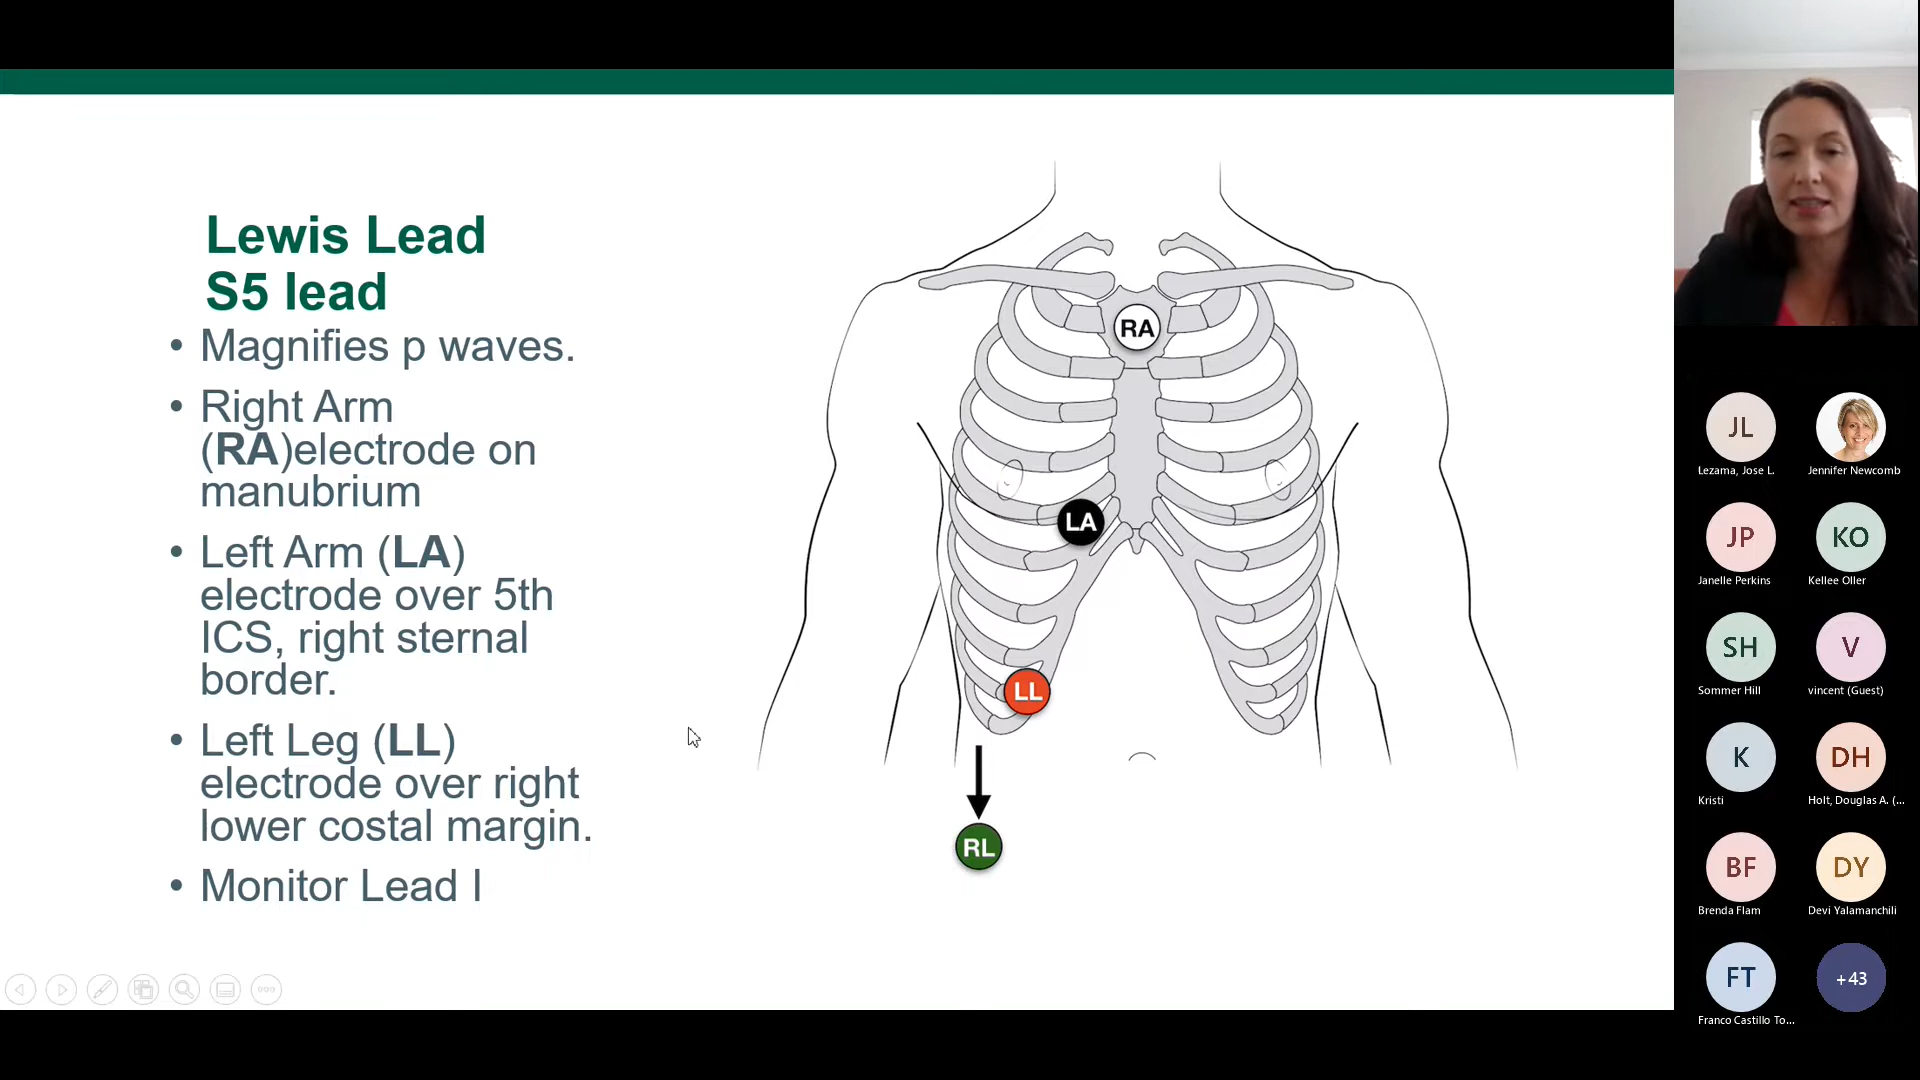 Lewis Lead
S5 lead
• Magnifies p waves.
• Right Arm
(RA)electrode on
manubrium
• Left Arm (LA)
electrode over 5th
ICS, right sternal
border.
• Left Leg (LL)
electrode over right
lower costal margin.
• Monitor Lead I
RA
LA
LL
RL
JL
Lezama, Jose L.
Jennifer Newcomb
JP
KO
Janelle Perkins
Kellee Oller
SH
V
Sommer Hill
vincent (Guest)
K
DH
Kristi
Holt, Douglas A. (...
BF
DY
Brenda Flam
Devi Yalamanchili
FT
+43
Franco Castillo To...